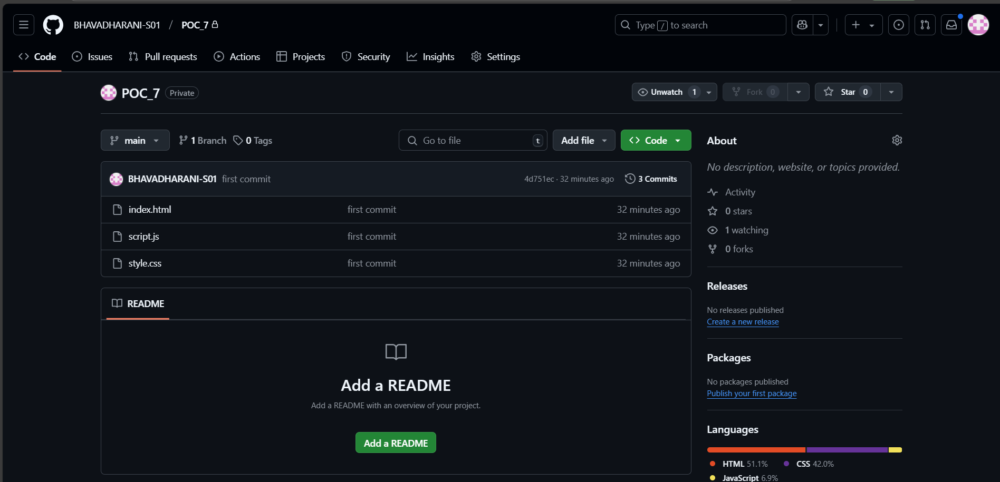 BHAVADHARANI-S01 / POC_7
Type / to search
Code Issues Pull requests Actions Projects Security Insights Settings
POC_7 Private
Unwatch 1 Fork 0 Star 0
main 1 Branch 0 Tags
Go to file t Add file Code
BHAVADHARANI-S01 first commit 4d751ec · 32 minutes ago 3 Commits
index.html first commit 32 minutes ago
script.js first commit 32 minutes ago
style.css first commit 32 minutes ago
README
Add a README
Add a README with an overview of your project.
Add a README
About
No description, website, or topics provided.
Activity
0 stars
1 watching
0 forks
Releases
No releases published
Create a new release
Packages
No packages published
Publish your first package
Languages
HTML 51.1% CSS 42.0%
JavaScript 6.9%